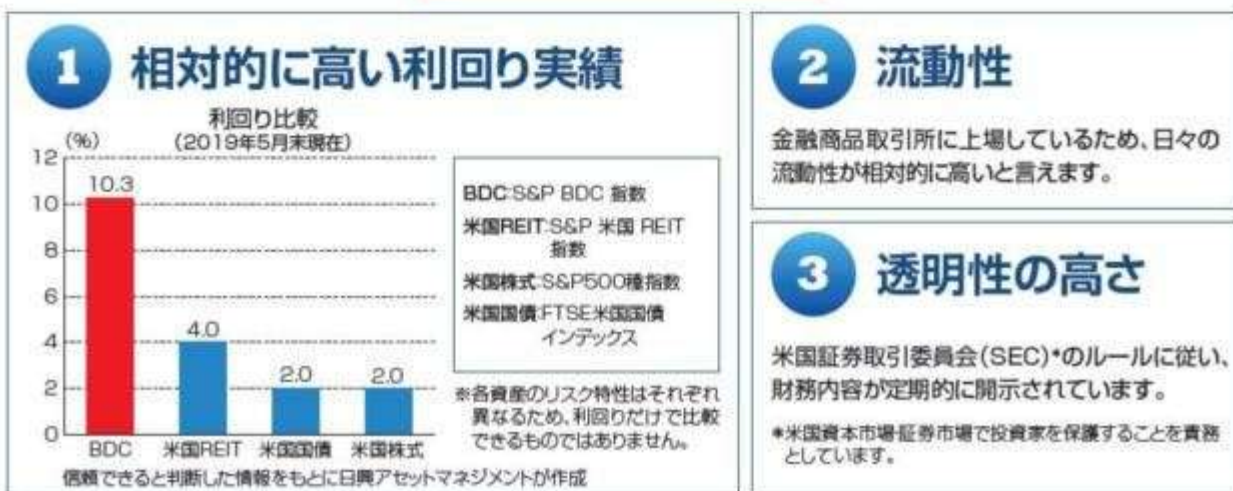 1 相対的に高い利回り実績
利回り比較
(2019年5月末現在)
(%)
12
10
8
6
4
2
0
10.3
4.0
2.0
2.0
BDC 米国REIT 米国国債 米国株式
BDC:S&P BDC 指数
米国REIT:S&P 米国 REIT
指数
米国株式:S&P500種指数
米国国債:FTSE米国国債
インデックス
※各資産のリスク特性はそれぞれ
異なるため、利回りだけで比較
できるものではありません。
信頼できると判断した情報をもとに日興アセットマネジメントが作成
2 流動性
金融商品取引所に上場しているため、日々の
流動性が相対的に高いと言えます。
3 透明性の高さ
米国証券取引委員会(SEC)*のルールに従い、
財務内容が定期的に開示されています。
*米国資本市場・証券市場で投資家を保護することを責務
としています。